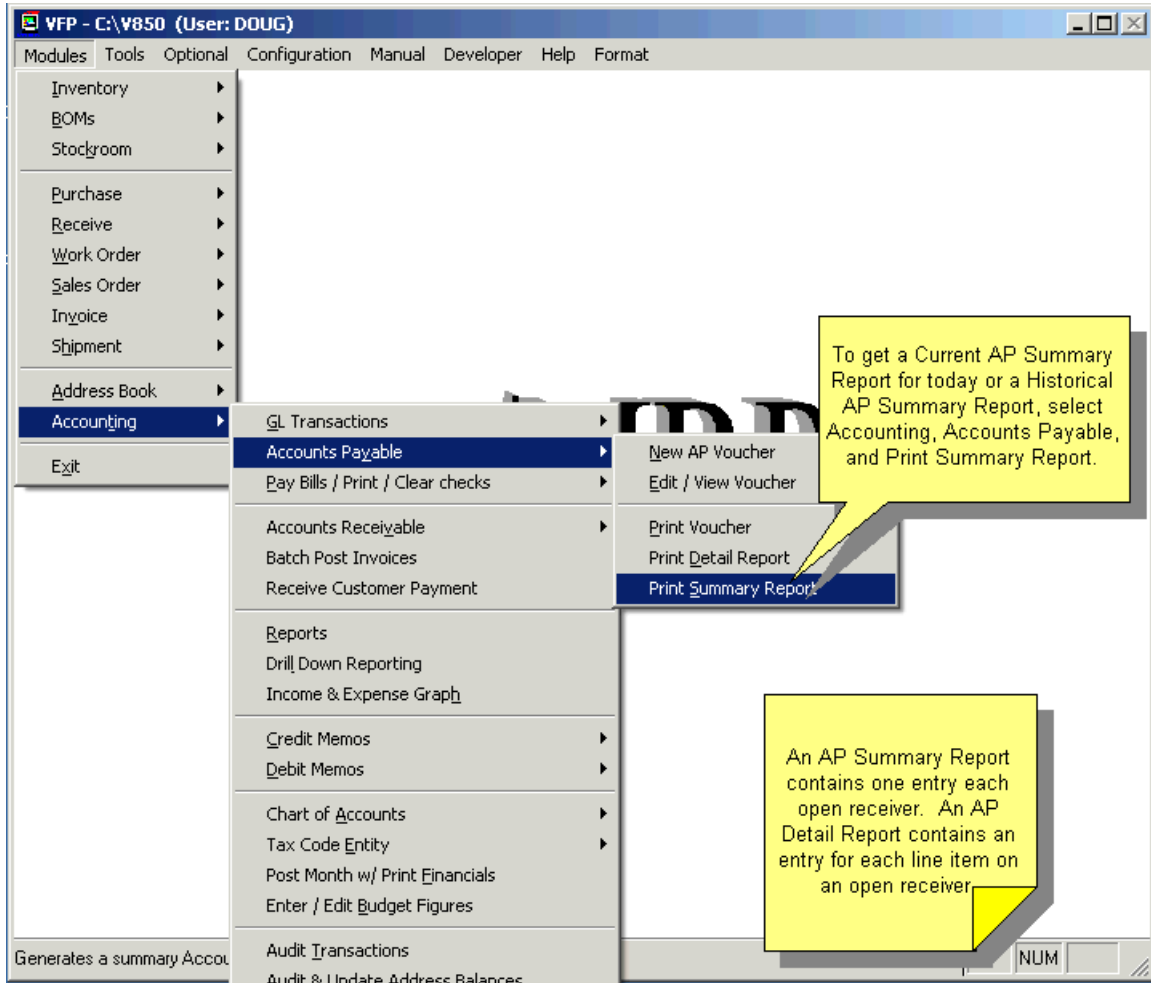 VFP - C:\V850 (User: DOUG)
Modules Tools Optional Configuration Manual Developer Help Format
Inventory
BOMs
Stockroom
Purchase
Receive
Work Order
Sales Order
Invoice
Shipment
Address Book
Accounting
Exit
GL Transactions
Accounts Payable
Pay Bills / Print / Clear checks
Accounts Receivable
Batch Post Invoices
Receive Customer Payment
Reports
Drill Down Reporting
Income & Expense Graph
Credit Memos
Debit Memos
Chart of Accounts
Tax Code Entity
Post Month w/ Print Financials
Enter / Edit Budget Figures
Audit Transactions
Audit & Update Address Balances
New AP Voucher
Edit / View Voucher
Print Voucher
Print Detail Report
Print Summary Report
To get a Current AP Summary
Report for today or a Historical
AP Summary Report, select
Accounting, Accounts Payable,
and Print Summary Report.
An AP Summary Report
contains one entry each
open receiver. An AP
Detail Report contains an
entry for each line item on
an open receiver
Generates a summary Accou
NUM